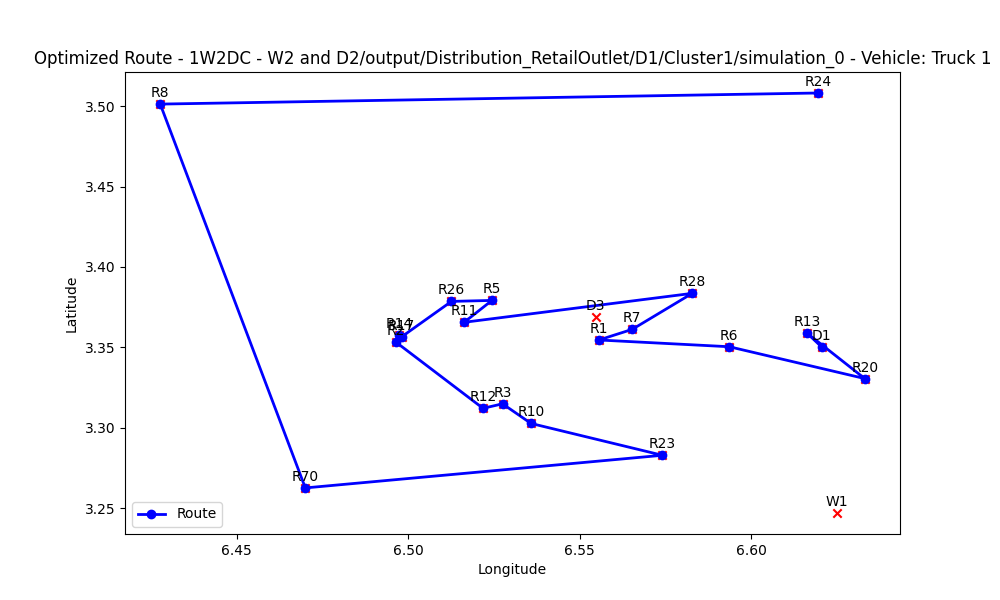 Optimized Route - 1W2DC - W2 and D2/output/Distribution_RetailOutlet/D1/Cluster1/simulation_0 - Vehicle: Truck 1
R8
R24
3.50
3.45
3.40
3.35
3.30
3.25
Latitude
R28
R26
R5
D3
R11
R7
R14
R17
R1
R6
R13
D1
R20
R12
R3
R10
R23
R70
W1
Route
6.45
6.50
6.55
6.60
Longitude